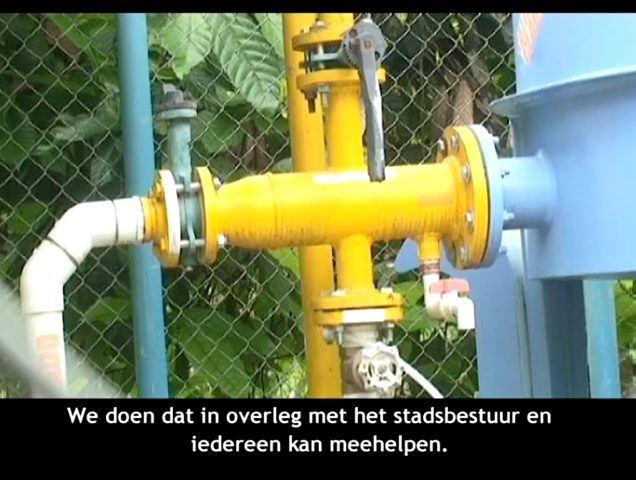 We doen dat in overleg met het stadsbestuur en
iedereen kan meehelpen.